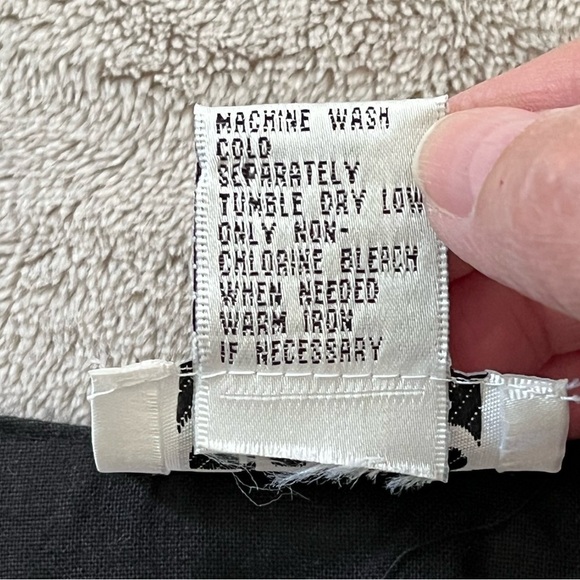 MACHINE WASH
COLD
SEPARATELY
TUMBLE DRY LOW
ONLY NON-
CHLORINE BLEACH
WHEN NEEDED
WARM IRON
IF NECESSARY